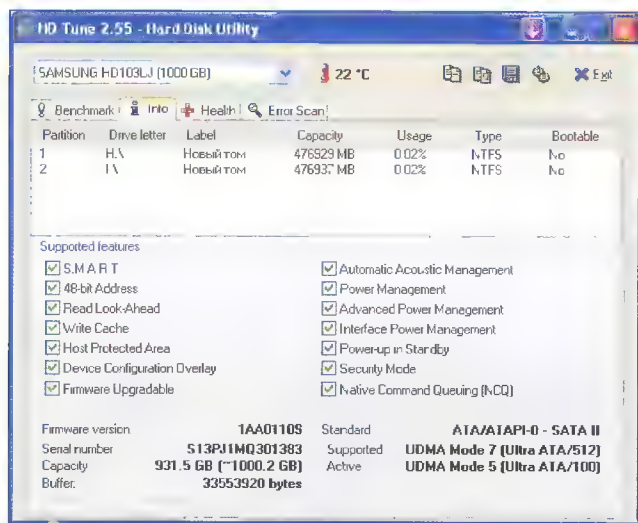 HD Tune 2.55 - Hard Disk Utility
SAMSUNG HD103LJ (1000 GB) 22 °C Exit
Benchmark Info Health Error Scan
Partition Drive letter Label Capacity Usage Type Bootable
1 H:\ Новый том 476929 MB 0.02% NTFS No
2 I:\ Новый том 476937 MB 0.02% NTFS No
Supported features
S.M.A.R.T Automatic Acoustic Management
48-bit Address Power Management
Read Look-Ahead Advanced Power Management
Write Cache Interface Power Management
Host Protected Area Power-up in Standby
Device Configuration Overlay Security Mode
Firmware Upgradable Native Command Queuing (NCQ)
Firmware version 1AA01109 Standard ATA/ATAPI-0 - SATA II
Serial number S13PJ1MQ301383 Supported UDMA Mode 7 (Ultra ATA/512)
Capacity 931.5 GB (~1000.2 GB) Active UDMA Mode 5 (Ultra ATA/100)
Buffer: 33553920 bytes